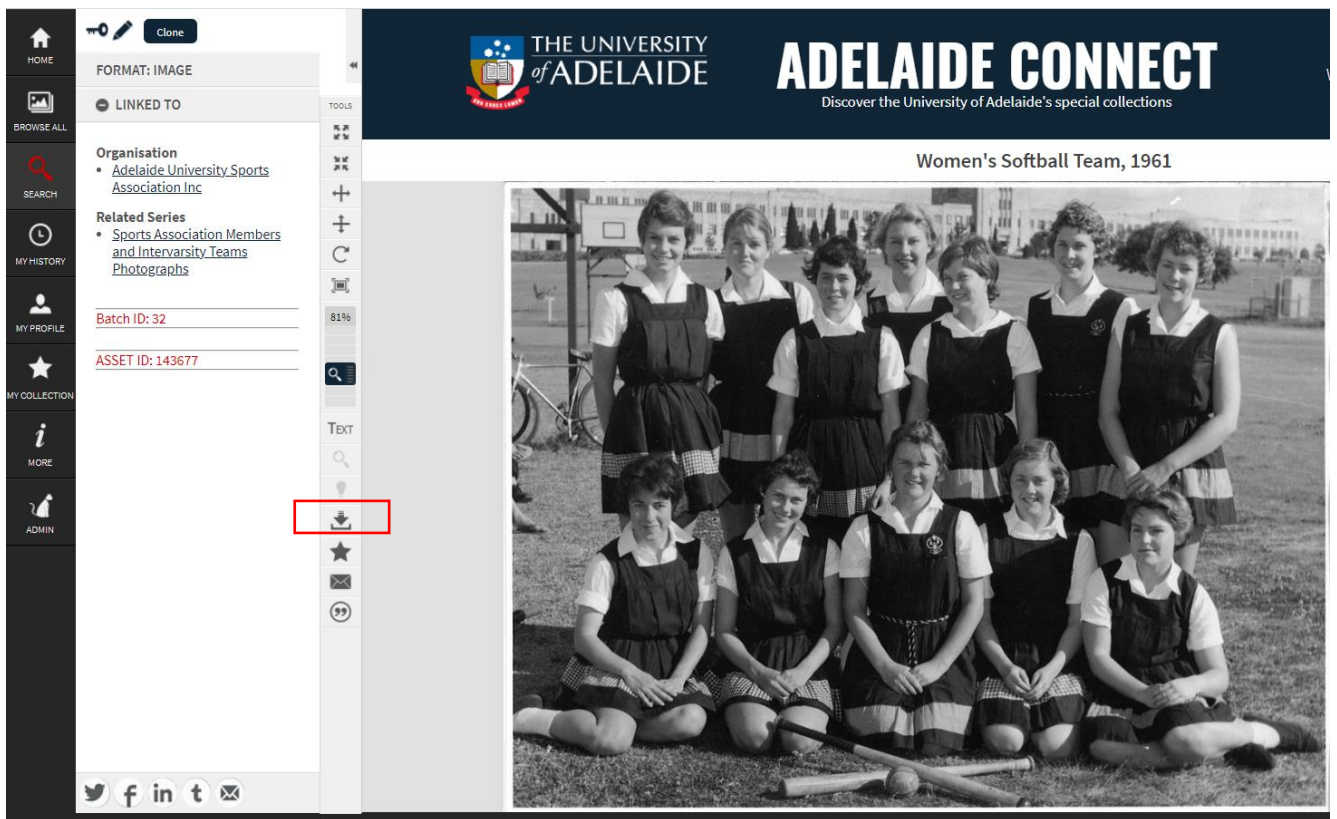 HOME
BROWSE ALL
SEARCH
MY HISTORY
MY PROFILE
MY COLLECTION
MORE
ADMIN
Clone
FORMAT: IMAGE
LINKED TO
Organisation
Adelaide University Sports
Association Inc
Related Series
Sports Association Members
and Intervarsity Teams
Photographs
Batch ID: 32
ASSET ID: 143677
TOOLS
81%
TEXT
THE UNIVERSITY
of ADELAIDE
ADELAIDE CONNECT
Discover the University of Adelaide's special collections
Women's Softball Team, 1961